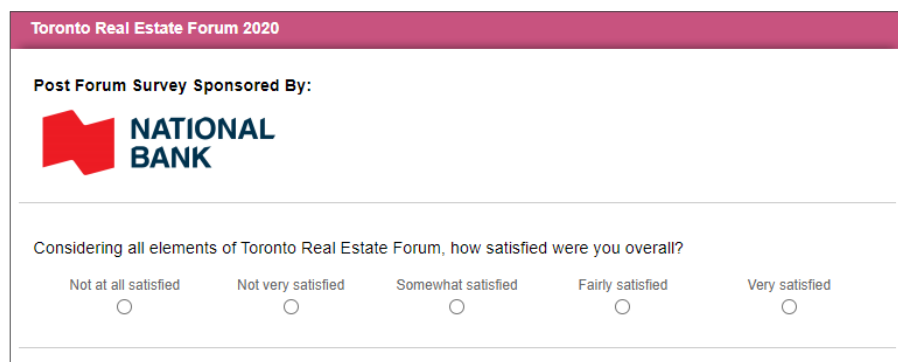 Toronto Real Estate Forum 2020
Post Forum Survey Sponsored By:
NATIONAL
BANK
Considering all elements of Toronto Real Estate Forum, how satisfied were you overall?
Not at all satisfied Not very satisfied Somewhat satisfied Fairly satisfied Very satisfied